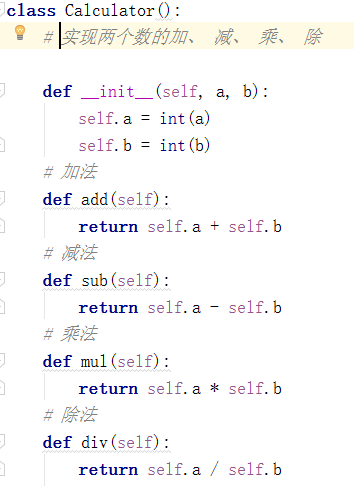 class Calculator():
    # 实现两个数的加、 减、 乘、 除

    def __init__(self, a, b):
        self.a = int(a)
        self.b = int(b)
    # 加法
    def add(self):
        return self.a + self.b
    # 减法
    def sub(self):
        return self.a - self.b
    # 乘法
    def mul(self):
        return self.a * self.b
    # 除法
    def div(self):
        return self.a / self.b